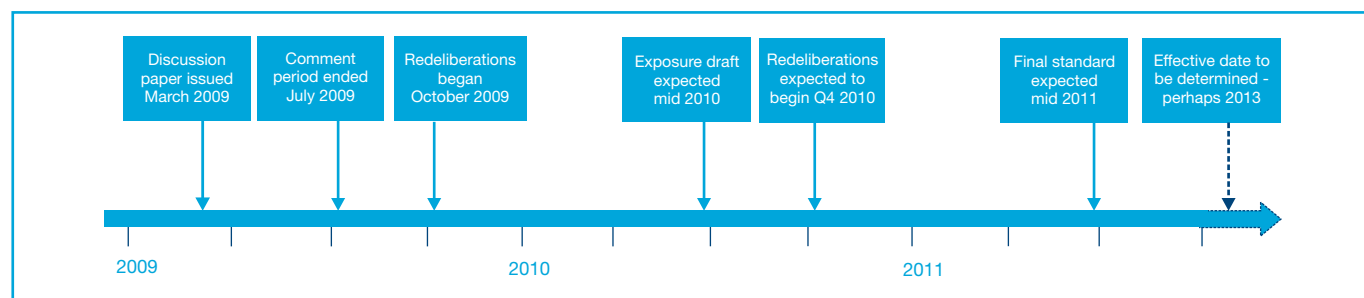 Discussion
paper issued
March 2009
Comment
period ended
July 2009
Redeliberations
began
October 2009
Exposure draft
expected
mid 2010
Redeliberations
expected to
begin Q4 2010
Final standard
expected
mid 2011
Effective date to
be determined -
perhaps 2013
2009
2010
2011